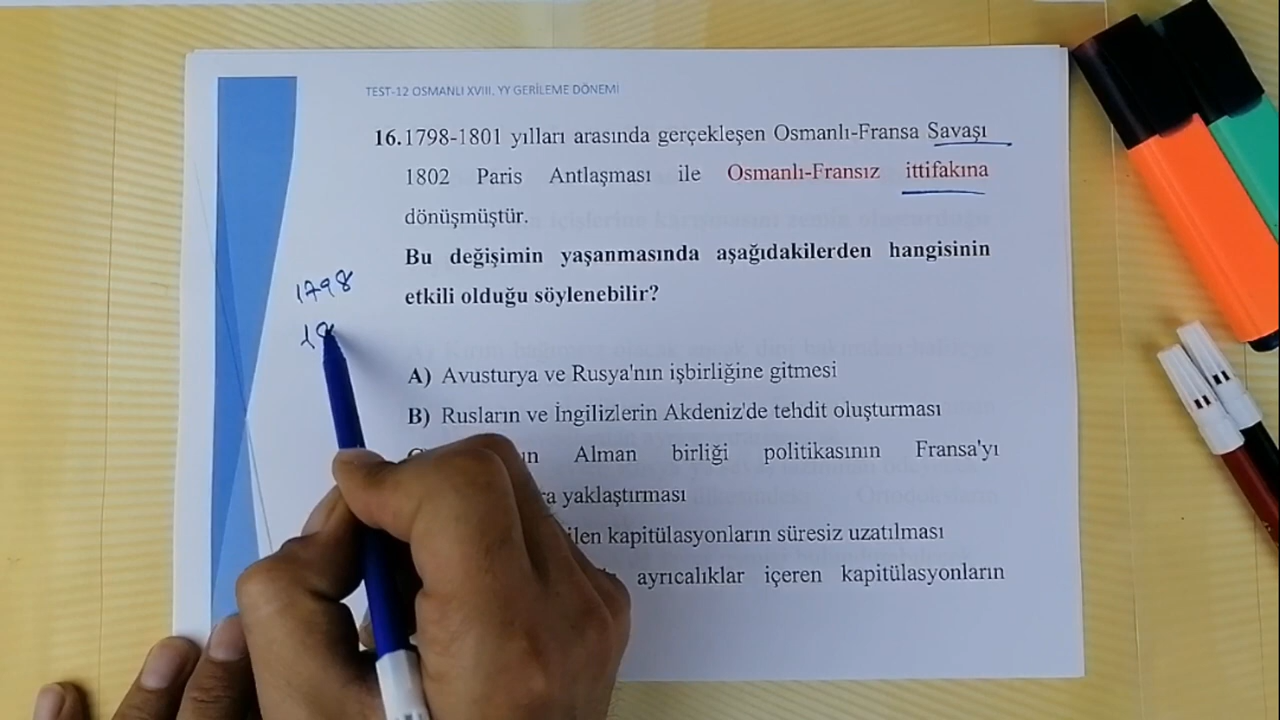 TEST-12 OSMANLI XVIII. YY GERİLEME DÖNEMİ
16. 1798-1801 yılları arasında gerçekleşen Osmanlı-Fransa Savaşı
1802 Paris Antlaşması ile Osmanlı-Fransız ittifakına
dönüşmüştür.
Bu değişimin yaşanmasında aşağıdakilerden hangisinin
etkili olduğu söylenebilir?
1798
18
A) Avusturya ve Rusya'nın işbirliğine gitmesi
B) Rusların ve İngilizlerin Akdeniz'de tehdit oluşturması
Alman birliği politikasının Fransa'yı
yaklaştırması
kapitülasyonların süresiz uzatılması
ayrıcalıklar içeren kapitülasyonların